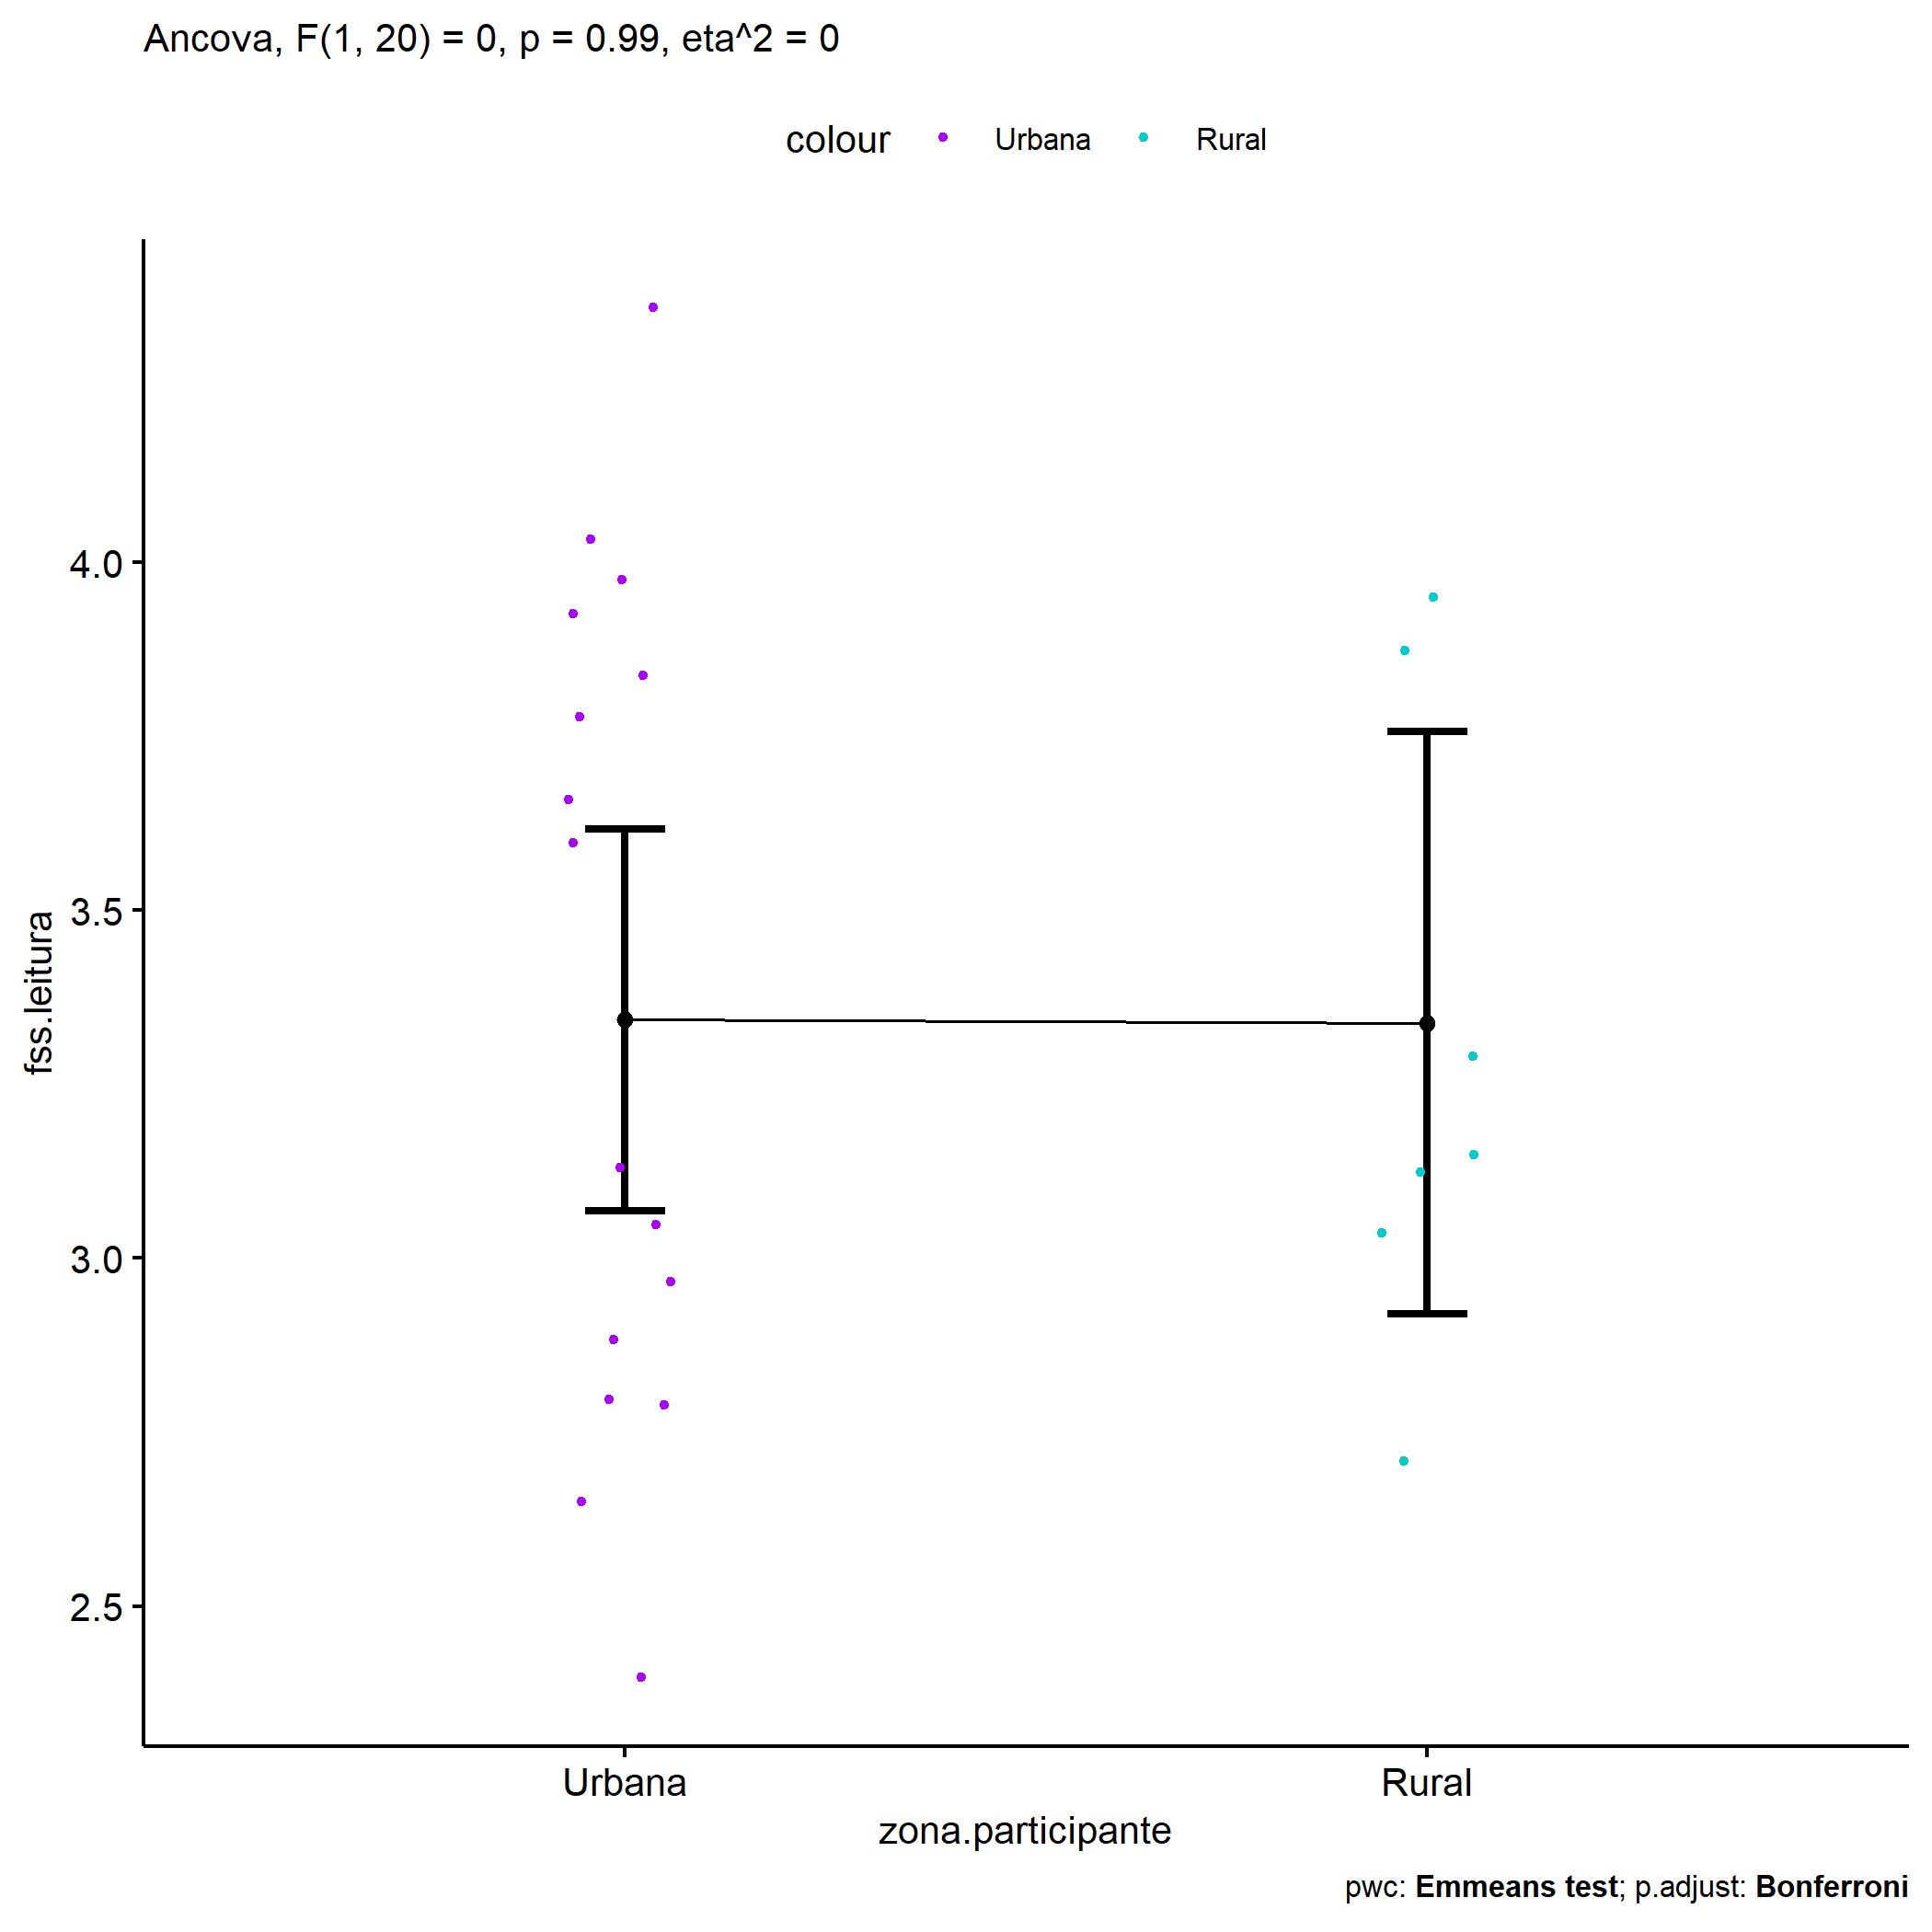 Ancova, F(1, 20) = 0, p = 0.99, eta^2 = 0
colour Urbana Rural
fss.leitura
4.0
3.5
3.0
2.5
Urbana Rural
zona.participante
pwc: Emmeans test; p.adjust: Bonferroni